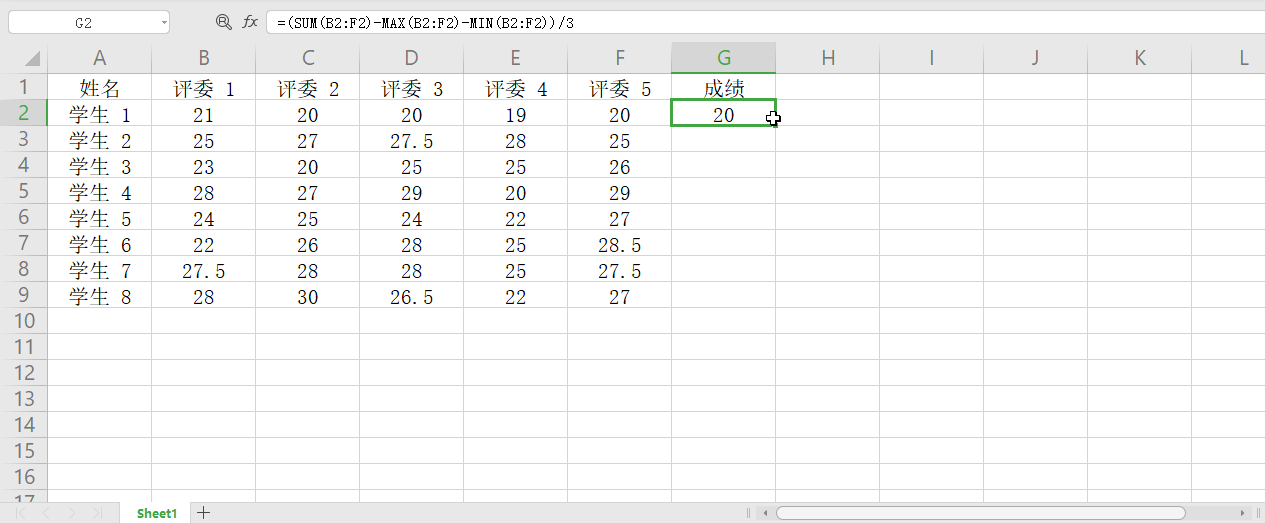 G2 fx =(SUM(B2:F2)-MAX(B2:F2)-MIN(B2:F2))/3
A B C D E F G H I J K L
1 姓名 评委 1 评委 2 评委 3 评委 4 评委 5 成绩
2 学生 1 21 20 20 19 20 20
3 学生 2 25 27 27.5 28 25
4 学生 3 23 20 25 25 26
5 学生 4 28 27 29 20 29
6 学生 5 24 25 24 22 27
7 学生 6 22 26 28 25 28.5
8 学生 7 27.5 28 28 25 27.5
9 学生 8 28 30 26.5 22 27
10
11
12
13
14
15
16
17
Sheet1